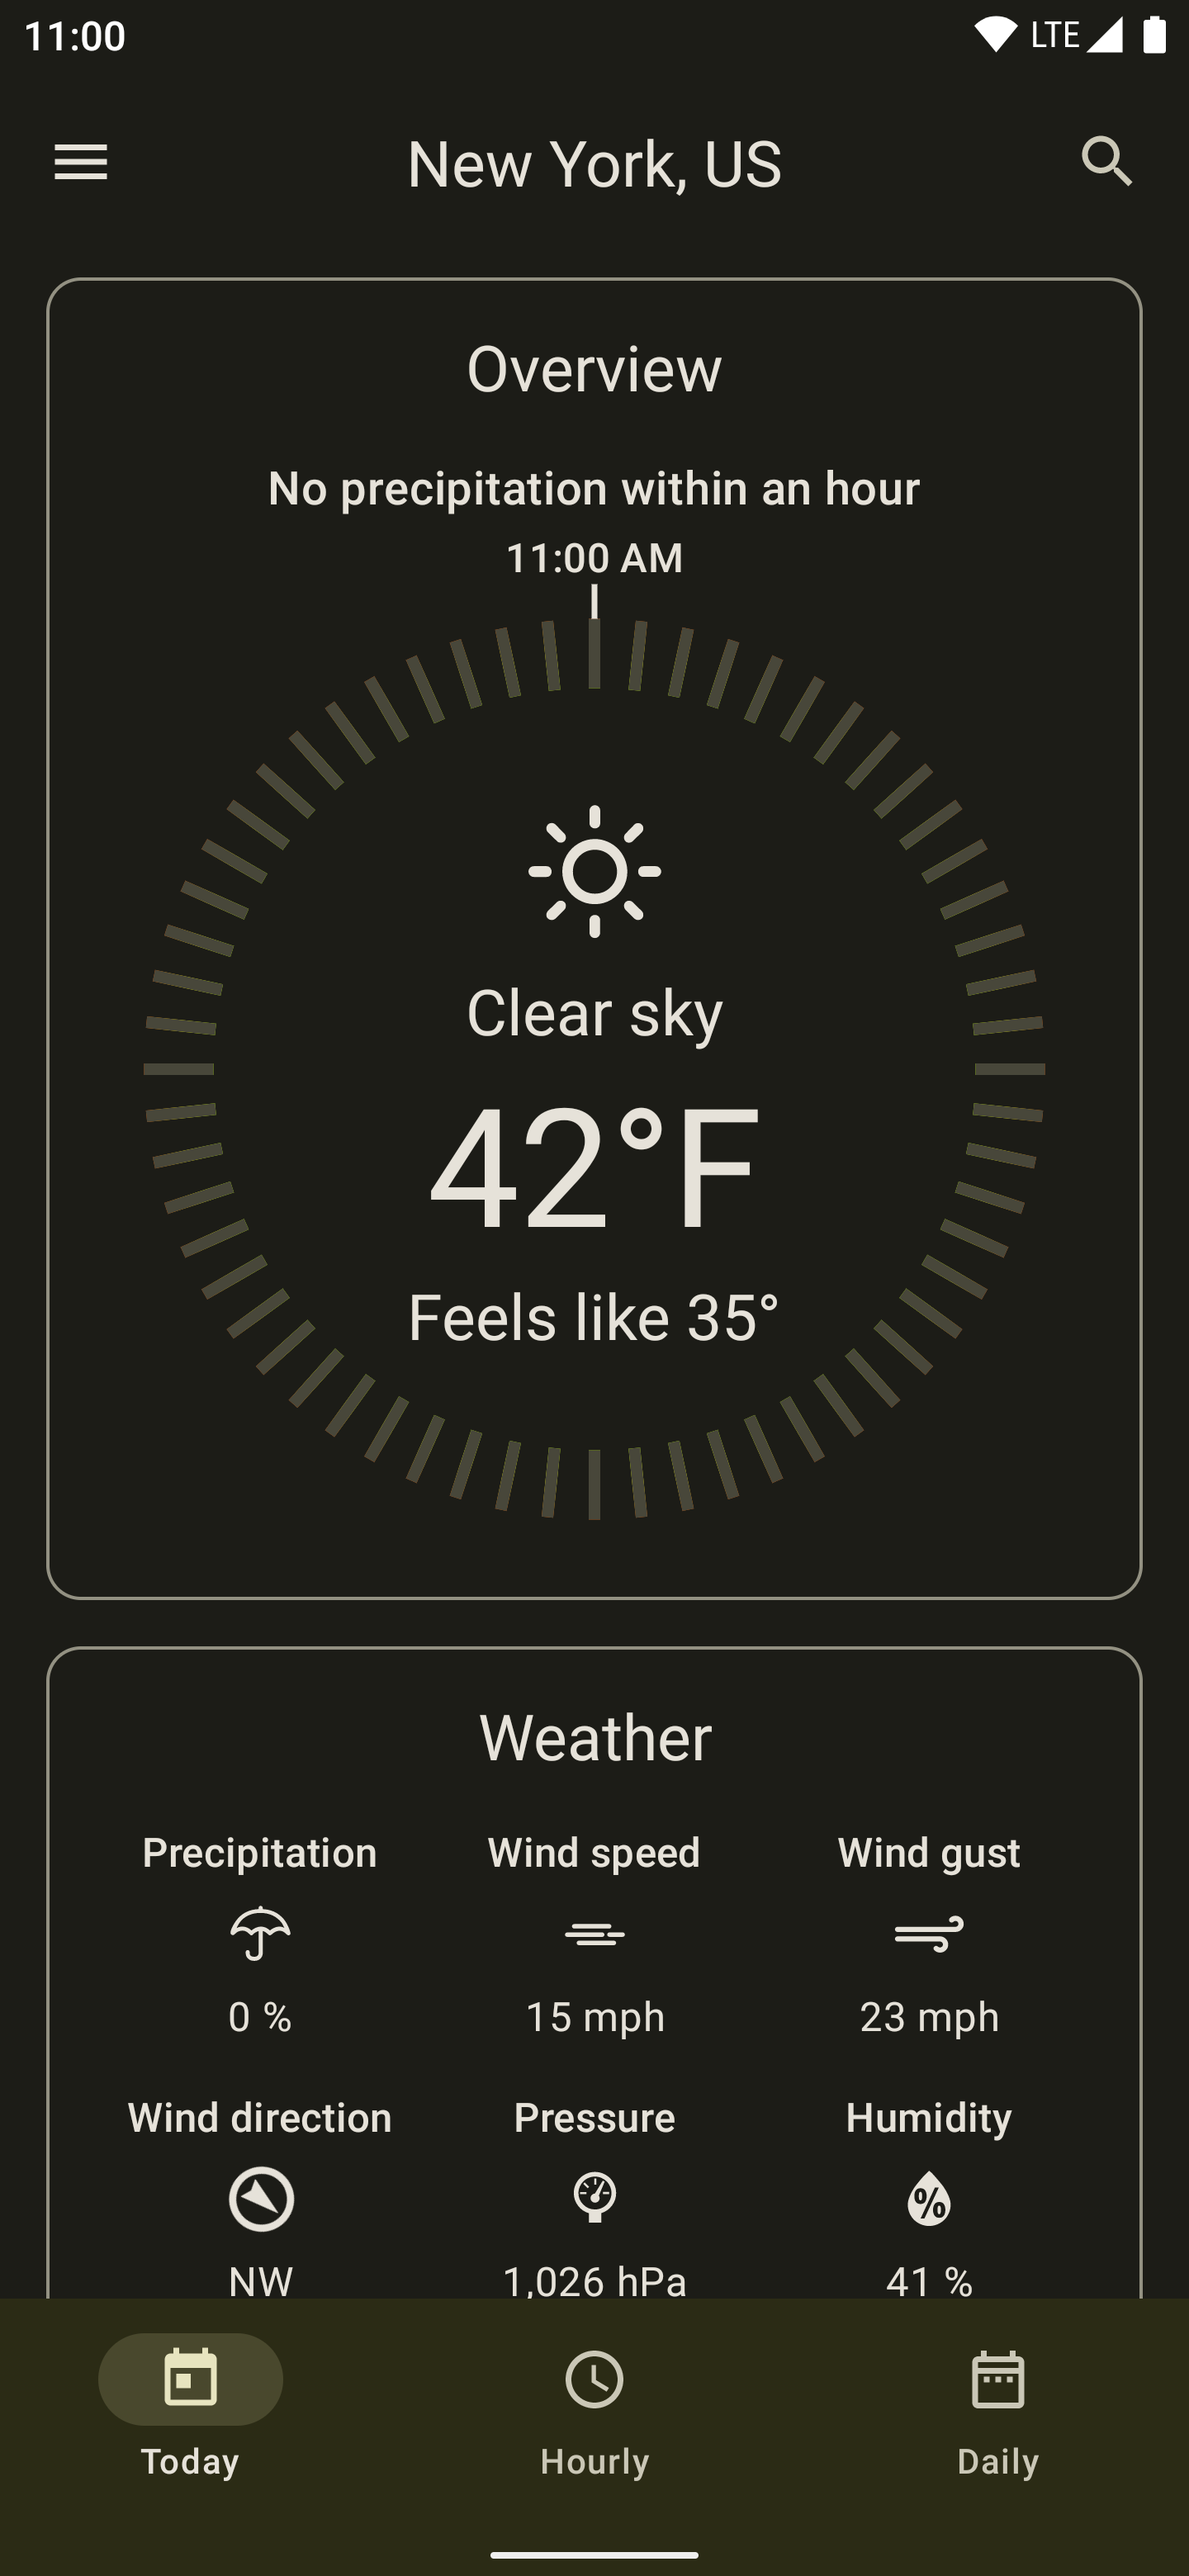 11:00 LTE
New York, US
Overview
No precipitation within an hour
11:00 AM
Clear sky
42°F
Feels like 35°
Weather
Precipitation Wind speed Wind gust
0 % 15 mph 23 mph
Wind direction Pressure Humidity
%
NW 1,026 hPa 41 %
Today Hourly Daily